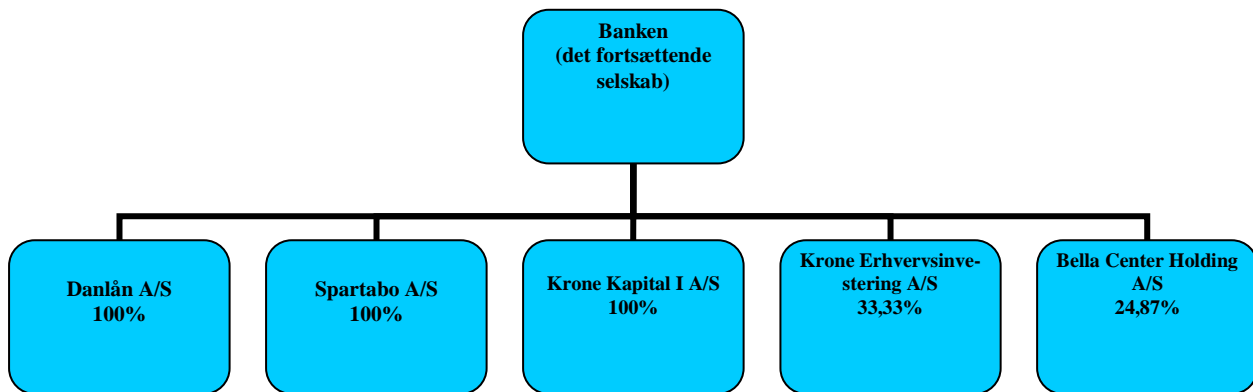 Banken
(det fortsættende
selskab)
Danlån A/S
100%
Spartabo A/S
100%
Krone Kapital I A/S
100%
Krone Erhvervsinve-
stering A/S
33,33%
Bella Center Holding
A/S
24,87%